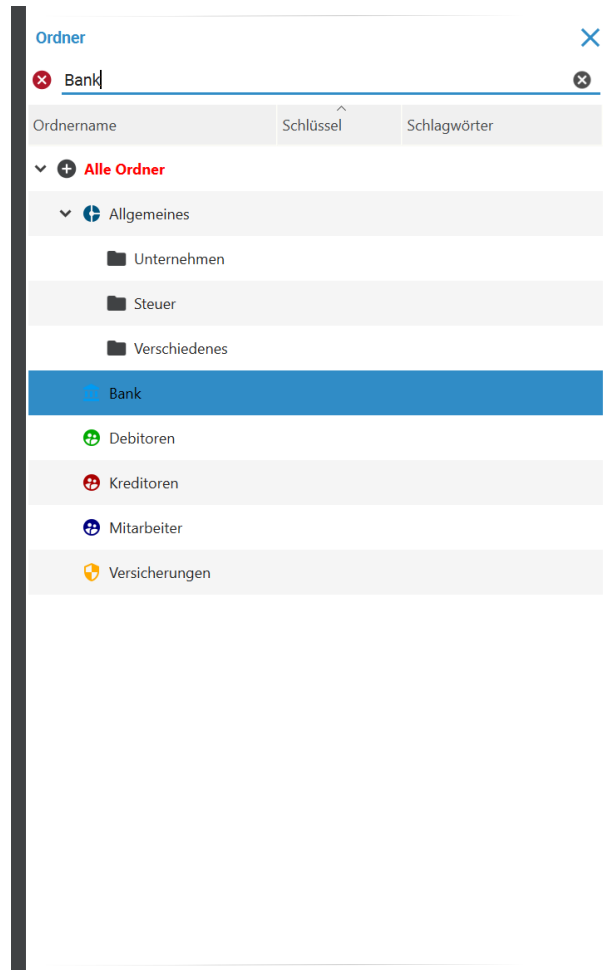 Ordner
Bank
Ordnername Schlüssel Schlagwörter
Alle Ordner
Allgemeines
Unternehmen
Steuer
Verschiedenes
Bank
Debitoren
Kreditoren
Mitarbeiter
Versicherungen